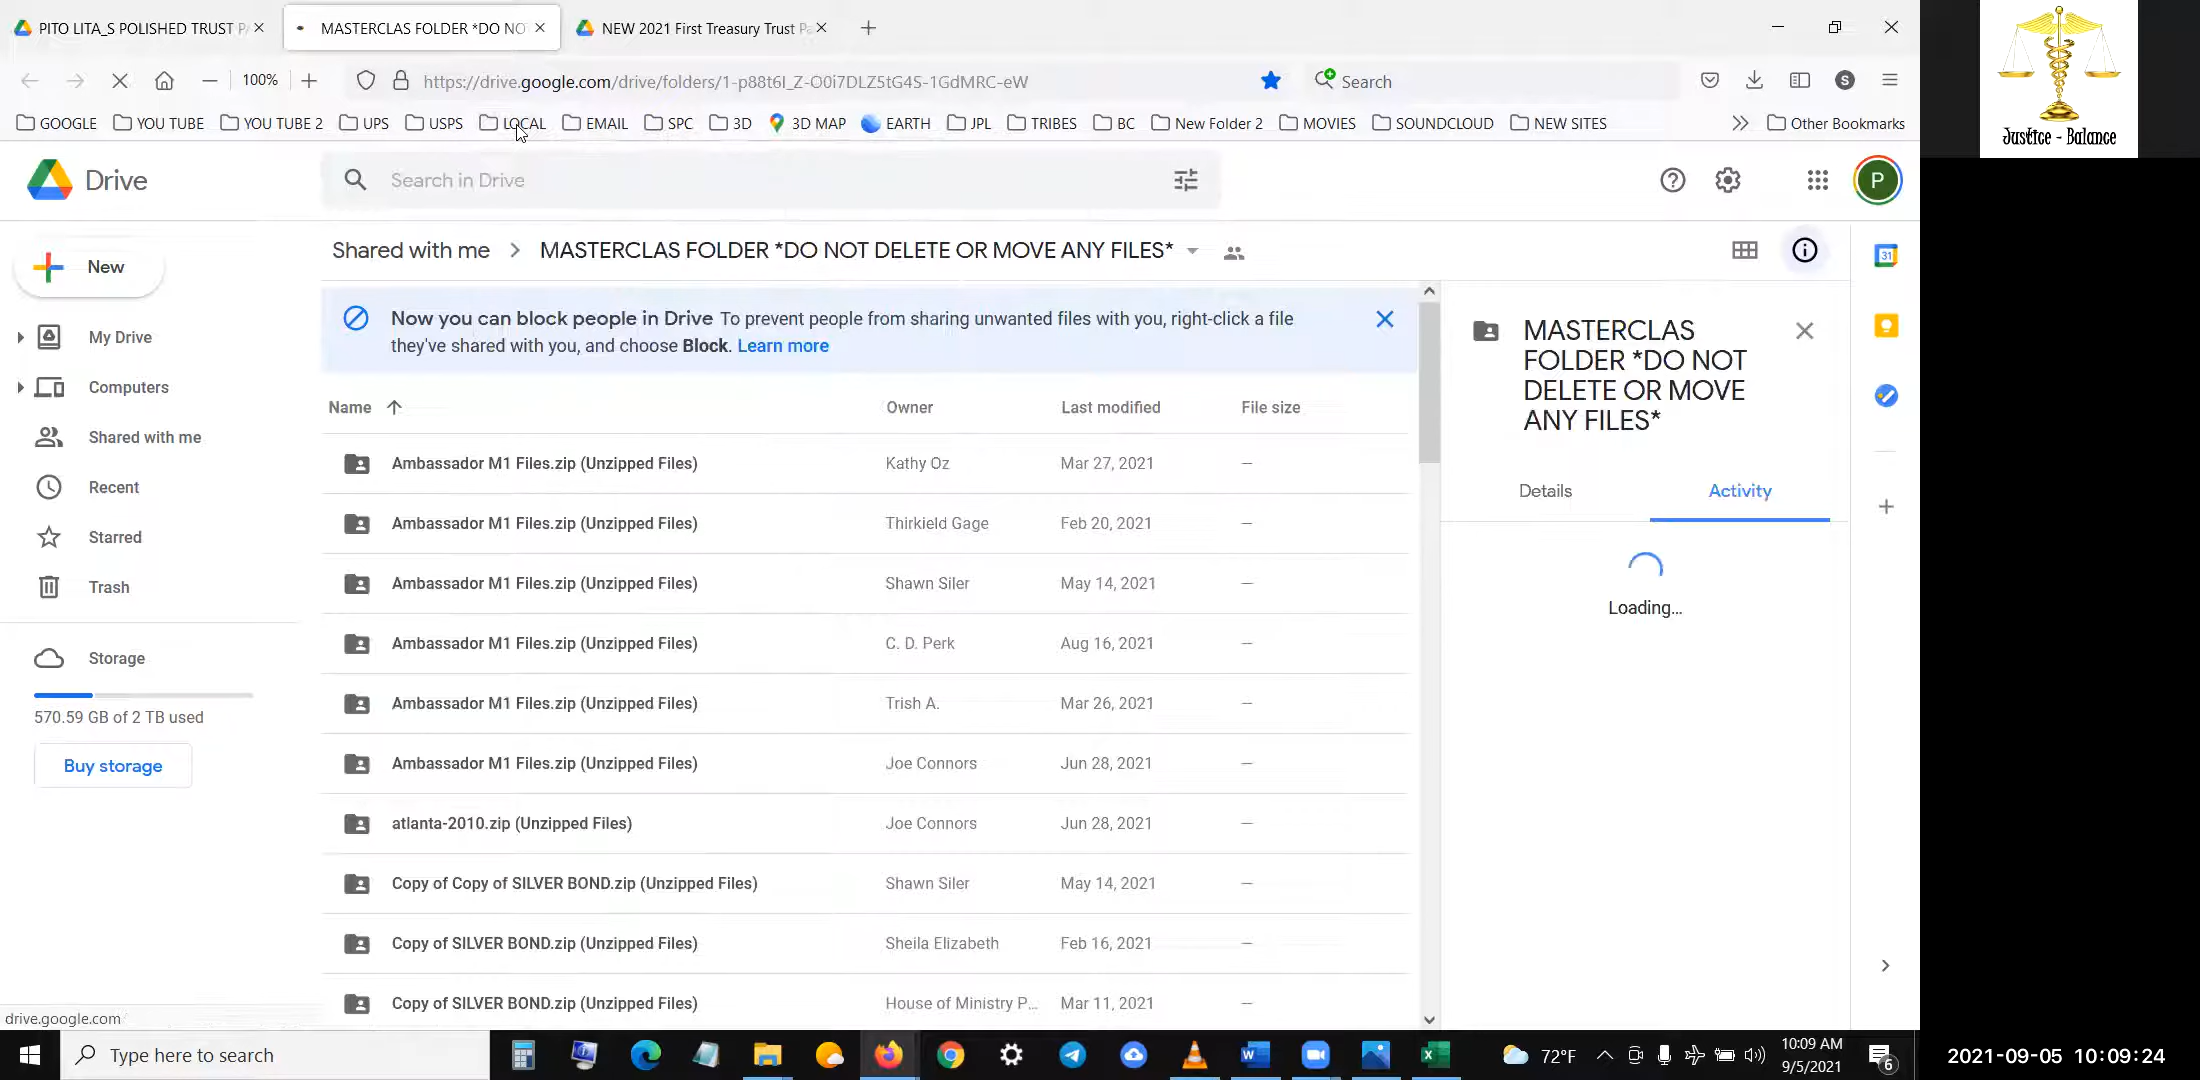 PITO LITA_S POLISHED TRUST P
MASTERCLAS FOLDER *DO NO
NEW 2021 First Treasury Trust Pa
100%
https://drive.google.com/drive/folders/1-p88t6I_Z-O0i7DLZ5tG4S-1GdMRC-eW
Search
S
GOOGLE YOU TUBE YOU TUBE 2 UPS USPS LOCAL EMAIL SPC 3D 3D MAP EARTH JPL TRIBES BC New Folder 2 MOVIES SOUNDCLOUD NEW SITES Other Bookmarks
Justice - Balance
Drive
Search in Drive
P
New
My Drive
Computers
Shared with me
Recent
Starred
Trash
Storage
570.59 GB of 2 TB used
Buy storage
Shared with me > MASTERCLAS FOLDER *DO NOT DELETE OR MOVE ANY FILES*
Now you can block people in Drive To prevent people from sharing unwanted files with you, right-click a file
they've shared with you, and choose Block. Learn more
Name Owner Last modified File size
Ambassador M1 Files.zip (Unzipped Files) Kathy Oz Mar 27, 2021 —
Ambassador M1 Files.zip (Unzipped Files) Thirkield Gage Feb 20, 2021 —
Ambassador M1 Files.zip (Unzipped Files) Shawn Siler May 14, 2021 —
Ambassador M1 Files.zip (Unzipped Files) C. D. Perk Aug 16, 2021 —
Ambassador M1 Files.zip (Unzipped Files) Trish A. Mar 26, 2021 —
Ambassador M1 Files.zip (Unzipped Files) Joe Connors Jun 28, 2021 —
atlanta-2010.zip (Unzipped Files) Joe Connors Jun 28, 2021 —
Copy of Copy of SILVER BOND.zip (Unzipped Files) Shawn Siler May 14, 2021 —
Copy of SILVER BOND.zip (Unzipped Files) Sheila Elizabeth Feb 16, 2021 —
Copy of SILVER BOND.zip (Unzipped Files) House of Ministry P... Mar 11, 2021 —
MASTERCLAS
FOLDER *DO NOT
DELETE OR MOVE
ANY FILES*
Details Activity
Loading...
31
drive.google.com
Type here to search
72°F
10:09 AM
9/5/2021
6
2021-09-05 10:09:24